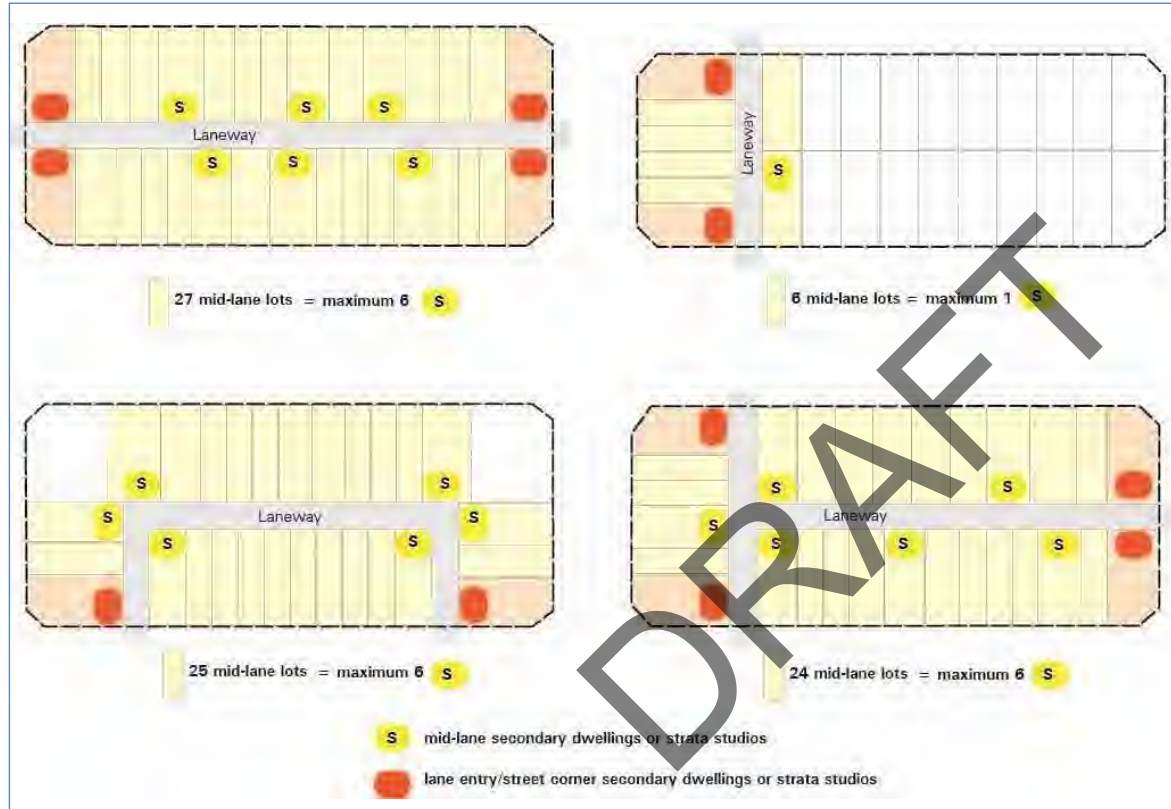 S S S
Laneway
S S S
27 mid-lane lots = maximum 6 S
Laneway
S
6 mid-lane lots = maximum 1 S
S S
S Laneway S
S S
25 mid-lane lots = maximum 6 S
S S
S Laneway
S S S
24 mid-lane lots = maximum 6 S
S mid-lane secondary dwellings or strata studios
lane entry/street corner secondary dwellings or strata studios
DRAFT